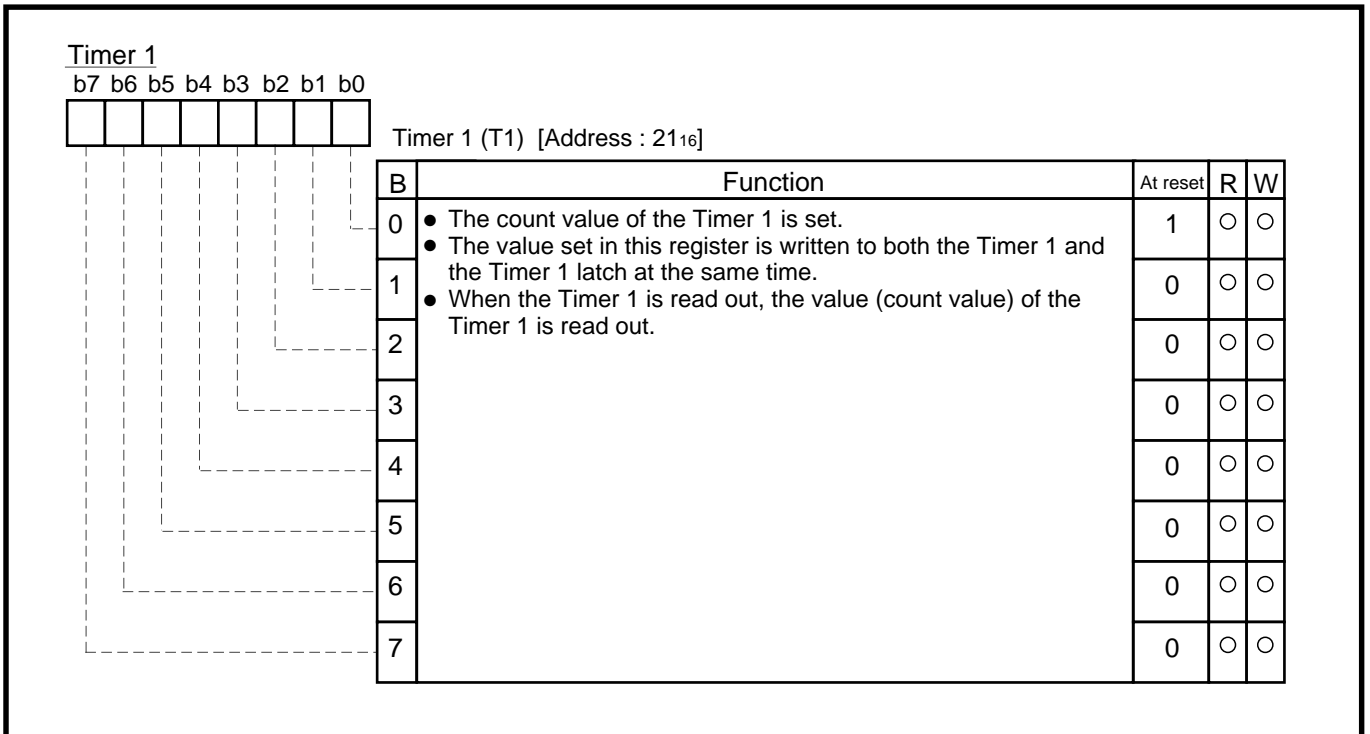 Timer 1
b7 b6 b5 b4 b3 b2 b1 b0
Timer 1 (T1) [Address : 2116]
B Function At reset R W
0 ● The count value of the Timer 1 is set. 1 ○ ○
● The value set in this register is written to both the Timer 1 and
the Timer 1 latch at the same time.
1 0 ○ ○
● When the Timer 1 is read out, the value (count value) of the
Timer 1 is read out.
2 0 ○ ○
3 0 ○ ○
4 0 ○ ○
5 0 ○ ○
6 0 ○ ○
7 0 ○ ○